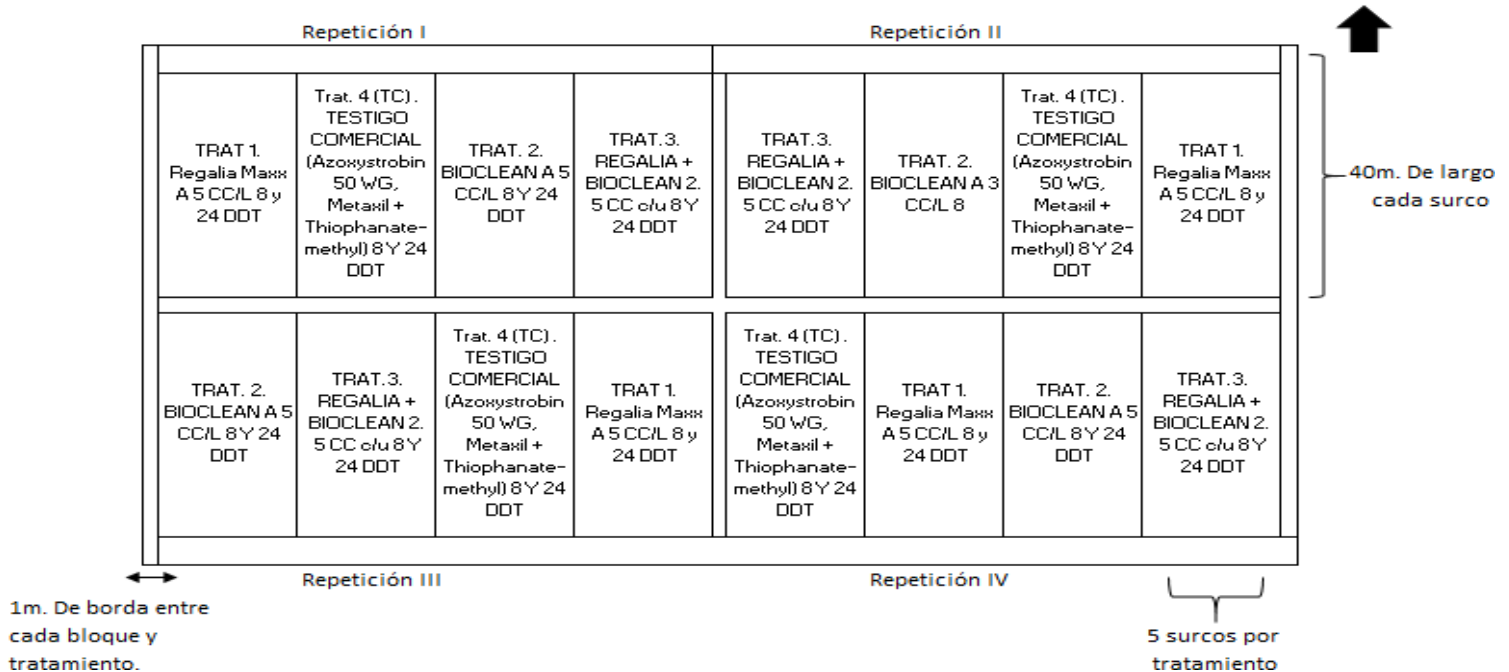 Repetición I
Repetición II
TRAT 1.
Regalia Maxx
A 5 CC/L 8 y
24 DDT
Trat. 4 (TC) .
TESTIGO
COMERCIAL
(Azoxystrobin
50 WG,
Metaxil +
Thiophanate-
methyl) 8 Y 24
DDT
TRAT. 2.
BIOCLEAN A 5
CC/L 8 Y 24
DDT
TRAT.3.
REGALIA +
BIOCLEAN 2.
5 CC c/u 8 Y
24 DDT
TRAT.3.
REGALIA +
BIOCLEAN 2.
5 CC c/u 8 Y
24 DDT
TRAT. 2.
BIOCLEAN A 3
CC/L 8
Trat. 4 (TC) .
TESTIGO
COMERCIAL
(Azoxystrobin
50 WG,
Metaxil +
Thiophanate-
methyl) 8 Y 24
DDT
TRAT 1.
Regalia Maxx
A 5 CC/L 8 y
24 DDT
40m. De largo
cada surco
TRAT. 2.
BIOCLEAN A 5
CC/L 8 Y 24
DDT
TRAT.3.
REGALIA +
BIOCLEAN 2.
5 CC c/u 8 Y
24 DDT
Trat. 4 (TC) .
TESTIGO
COMERCIAL
(Azoxystrobin
50 WG,
Metaxil +
Thiophanate-
methyl) 8 Y 24
DDT
TRAT 1.
Regalia Maxx
A 5 CC/L 8 y
24 DDT
Trat. 4 (TC) .
TESTIGO
COMERCIAL
(Azoxystrobin
50 WG,
Metaxil +
Thiophanate-
methyl) 8 Y 24
DDT
TRAT 1.
Regalia Maxx
A 5 CC/L 8 y
24 DDT
TRAT. 2.
BIOCLEAN A 5
CC/L 8 Y 24
DDT
TRAT.3.
REGALIA +
BIOCLEAN 2.
5 CC c/u 8 Y
24 DDT
Repetición III
Repetición IV
1m. De borda entre
cada bloque y
tratamiento.
5 surcos por
tratamiento